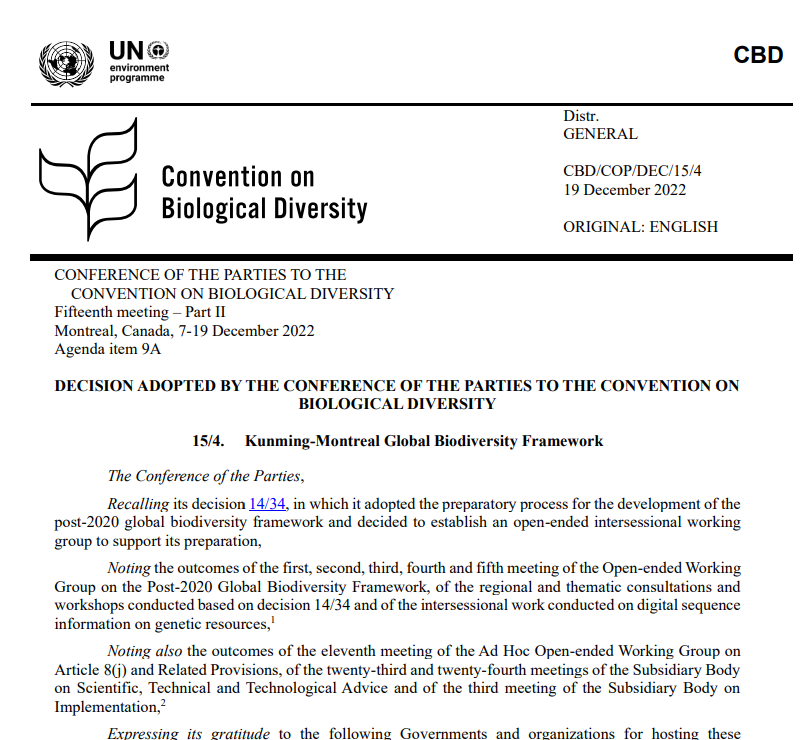 UN
environment
programme
CBD
Distr.
GENERAL
CBD/COP/DEC/15/4
19 December 2022
ORIGINAL: ENGLISH
Convention on
Biological Diversity
CONFERENCE OF THE PARTIES TO THE
CONVENTION ON BIOLOGICAL DIVERSITY
Fifteenth meeting – Part II
Montreal, Canada, 7-19 December 2022
Agenda item 9A
DECISION ADOPTED BY THE CONFERENCE OF THE PARTIES TO THE CONVENTION ON
BIOLOGICAL DIVERSITY
15/4. Kunming-Montreal Global Biodiversity Framework
The Conference of the Parties,
Recalling its decision 14/34, in which it adopted the preparatory process for the development of the
post-2020 global biodiversity framework and decided to establish an open-ended intersessional working
group to support its preparation,
Noting the outcomes of the first, second, third, fourth and fifth meeting of the Open-ended Working
Group on the Post-2020 Global Biodiversity Framework, of the regional and thematic consultations and
workshops conducted based on decision 14/34 and of the intersessional work conducted on digital sequence
information on genetic resources,1
Noting also the outcomes of the eleventh meeting of the Ad Hoc Open-ended Working Group on
Article 8(j) and Related Provisions, of the twenty-third and twenty-fourth meetings of the Subsidiary Body
on Scientific, Technical and Technological Advice and of the third meeting of the Subsidiary Body on
Implementation,2
Expressing its gratitude to the following Governments and organizations for hosting these